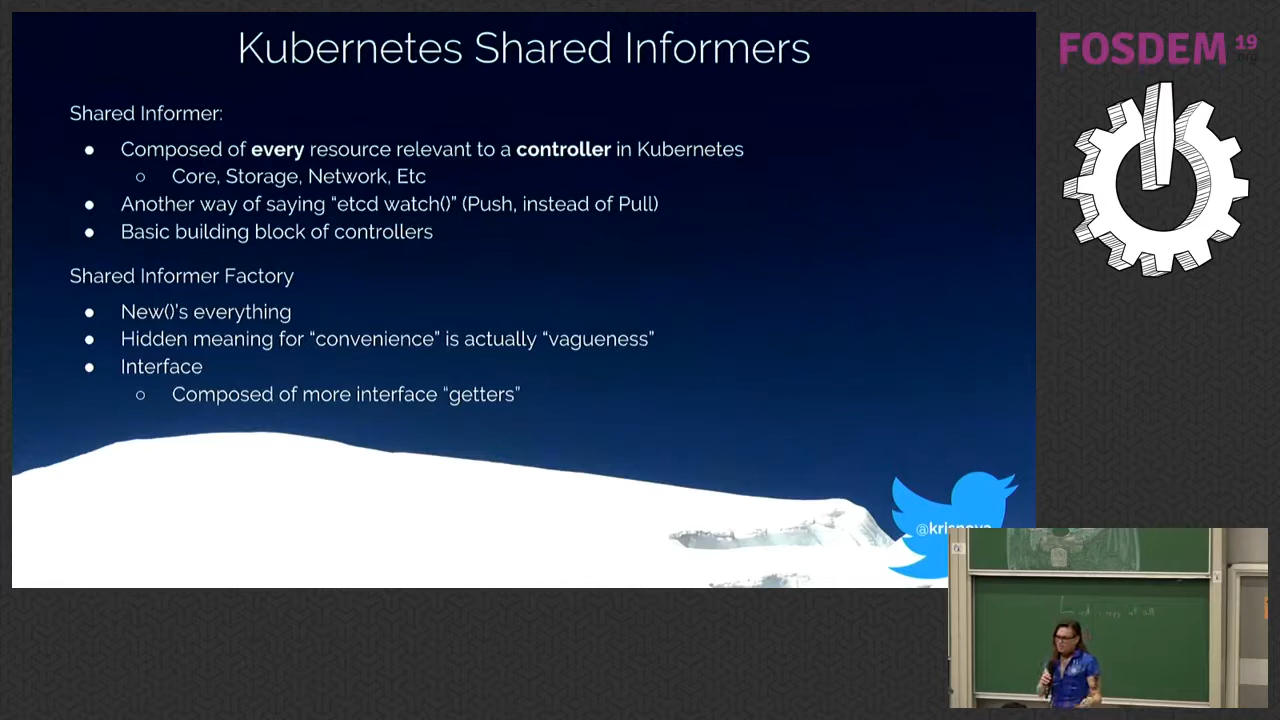 Kubernetes Shared Informers
Shared Informer:
● Composed of every resource relevant to a controller in Kubernetes
○ Core, Storage, Network, Etc
● Another way of saying “etcd watch()” (Push, instead of Pull)
● Basic building block of controllers
Shared Informer Factory
● New()’s everything
● Hidden meaning for “convenience” is actually “vagueness”
● Interface
○ Composed of more interface “getters”
@krisnova
FOSDEM 19
.org